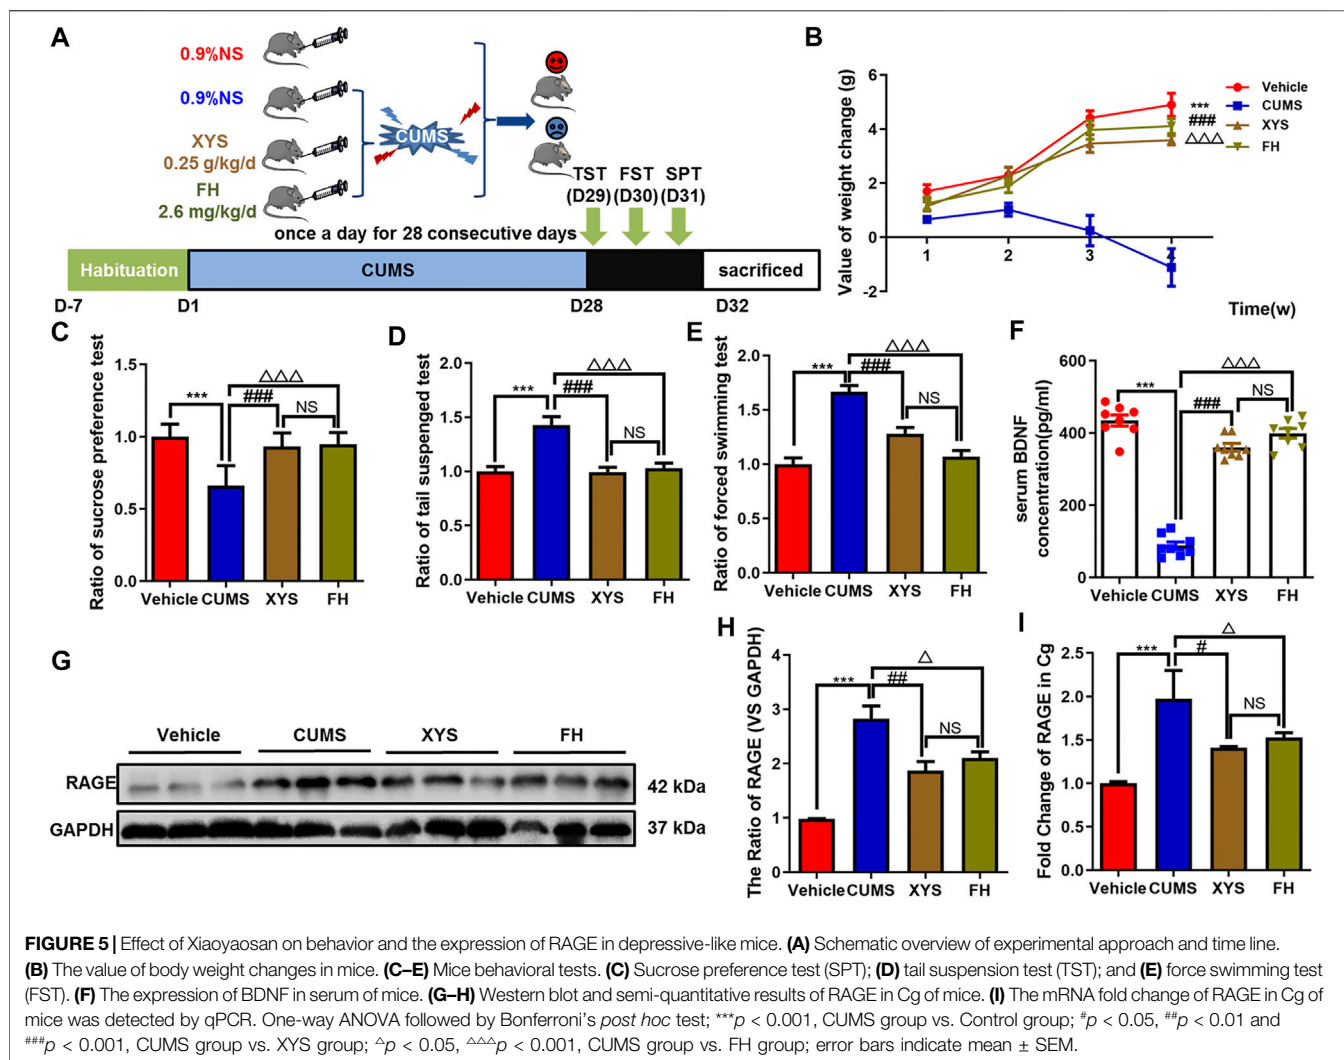 A
0.9%NS
0.9%NS
XYS
0.25 g/kg/d
FH
2.6 mg/kg/d
CUMS
TST FST SPT
(D29) (D30) (D31)
once a day for 28 consecutive days
Habituation CUMS sacrificed
D-7 D1 D28 D32
B
Value of weight change (g)
6
4
2
0
-2
1 2 3 4
Time(w)
Vehicle
CUMS
XYS
FH
***
###
△△△
C
Ratio of sucrose preference test
1.5
1.0
0.5
0.0
*** ### △△△ NS
Vehicle CUMS XYS FH
D
Ratio of tail suspenged test
2.0
1.5
1.0
0.5
0.0
*** ### △△△ NS
Vehicle CUMS XYS FH
E
Ratio of forced swimming test
2.0
1.5
1.0
0.5
0.0
*** ### △△△ NS
Vehicle CUMS XYS FH
F
serum BDNF
concentration(pg/ml)
600
400
200
0
*** ### △△△ NS
Vehicle CUMS XYS FH
G
Vehicle CUMS XYS FH
RAGE 42 kDa
GAPDH 37 kDa
H
The Ratio of RAGE (VS GAPDH)
4
3
2
1
0
*** ## △ NS
Vehicle CUMS XYS FH
I
Fold Change of RAGE in Cg
2.5
2.0
1.5
1.0
0.5
0.0
*** # △ NS
Vehicle CUMS XYS FH
FIGURE 5 | Effect of Xiaoyaosan on behavior and the expression of RAGE in depressive-like mice. (A) Schematic overview of experimental approach and time line.
(B) The value of body weight changes in mice. (C–E) Mice behavioral tests. (C) Sucrose preference test (SPT); (D) tail suspension test (TST); and (E) force swimming test
(FST). (F) The expression of BDNF in serum of mice. (G–H) Western blot and semi-quantitative results of RAGE in Cg of mice. (I) The mRNA fold change of RAGE in Cg of
mice was detected by qPCR. One-way ANOVA followed by Bonferroni's post hoc test; ***p < 0.001, CUMS group vs. Control group; #p < 0.05, ##p < 0.01 and
###p < 0.001, CUMS group vs. XYS group; △p < 0.05, △△△p < 0.001, CUMS group vs. FH group; error bars indicate mean ± SEM.